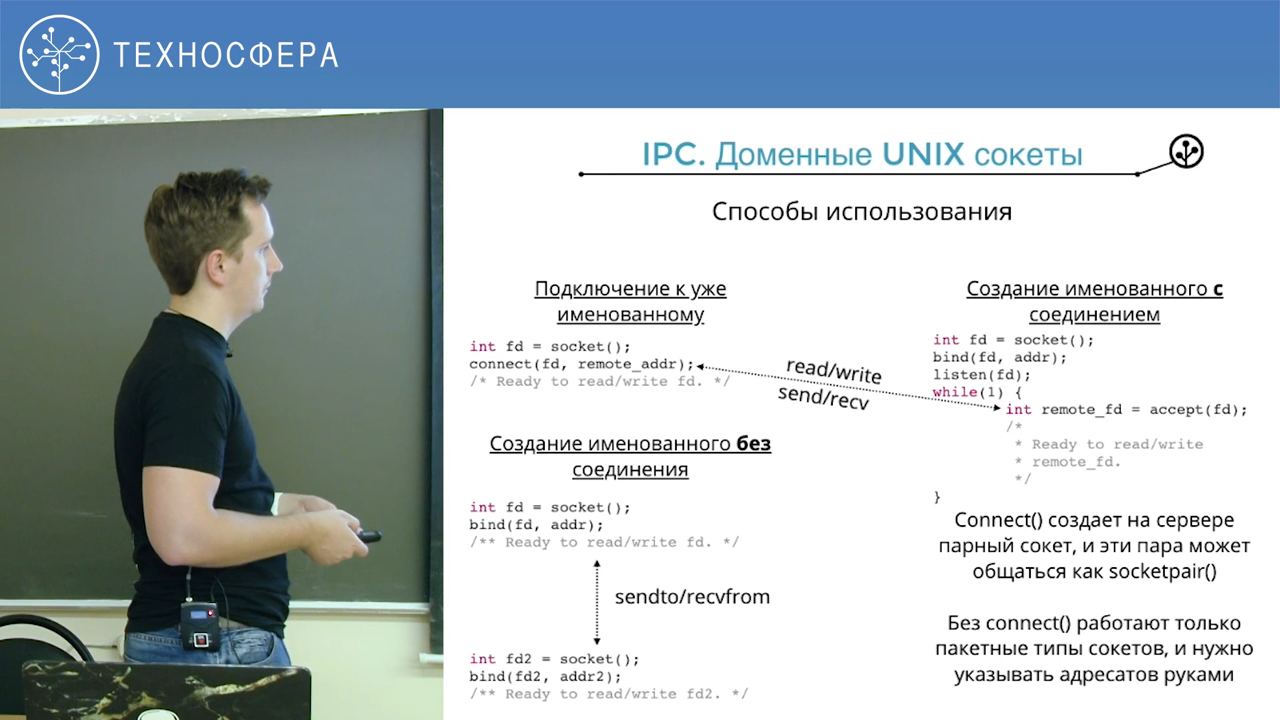 ТЕХНОСФЕРА
IPC. Доменные UNIX сокеты
Способы использования
Подключение к уже
именованному
int fd = socket();
connect(fd, remote_addr);
/* Ready to read/write fd. */
read/write
send/recv
Создание именованного с
соединением
int fd = socket();
bind(fd, addr);
listen(fd);
while(1) {
int remote_fd = accept(fd);
/*
* Ready to read/write
* remote_fd.
*/
}
Создание именованного без
соединения
int fd = socket();
bind(fd, addr);
/** Ready to read/write fd. */
sendto/recvfrom
int fd2 = socket();
bind(fd2, addr2);
/** Ready to read/write fd2. */
Connect() создает на сервере
парный сокет, и эти пара может
общаться как socketpair()
Без connect() работают только
пакетные типы сокетов, и нужно
указывать адресатов руками